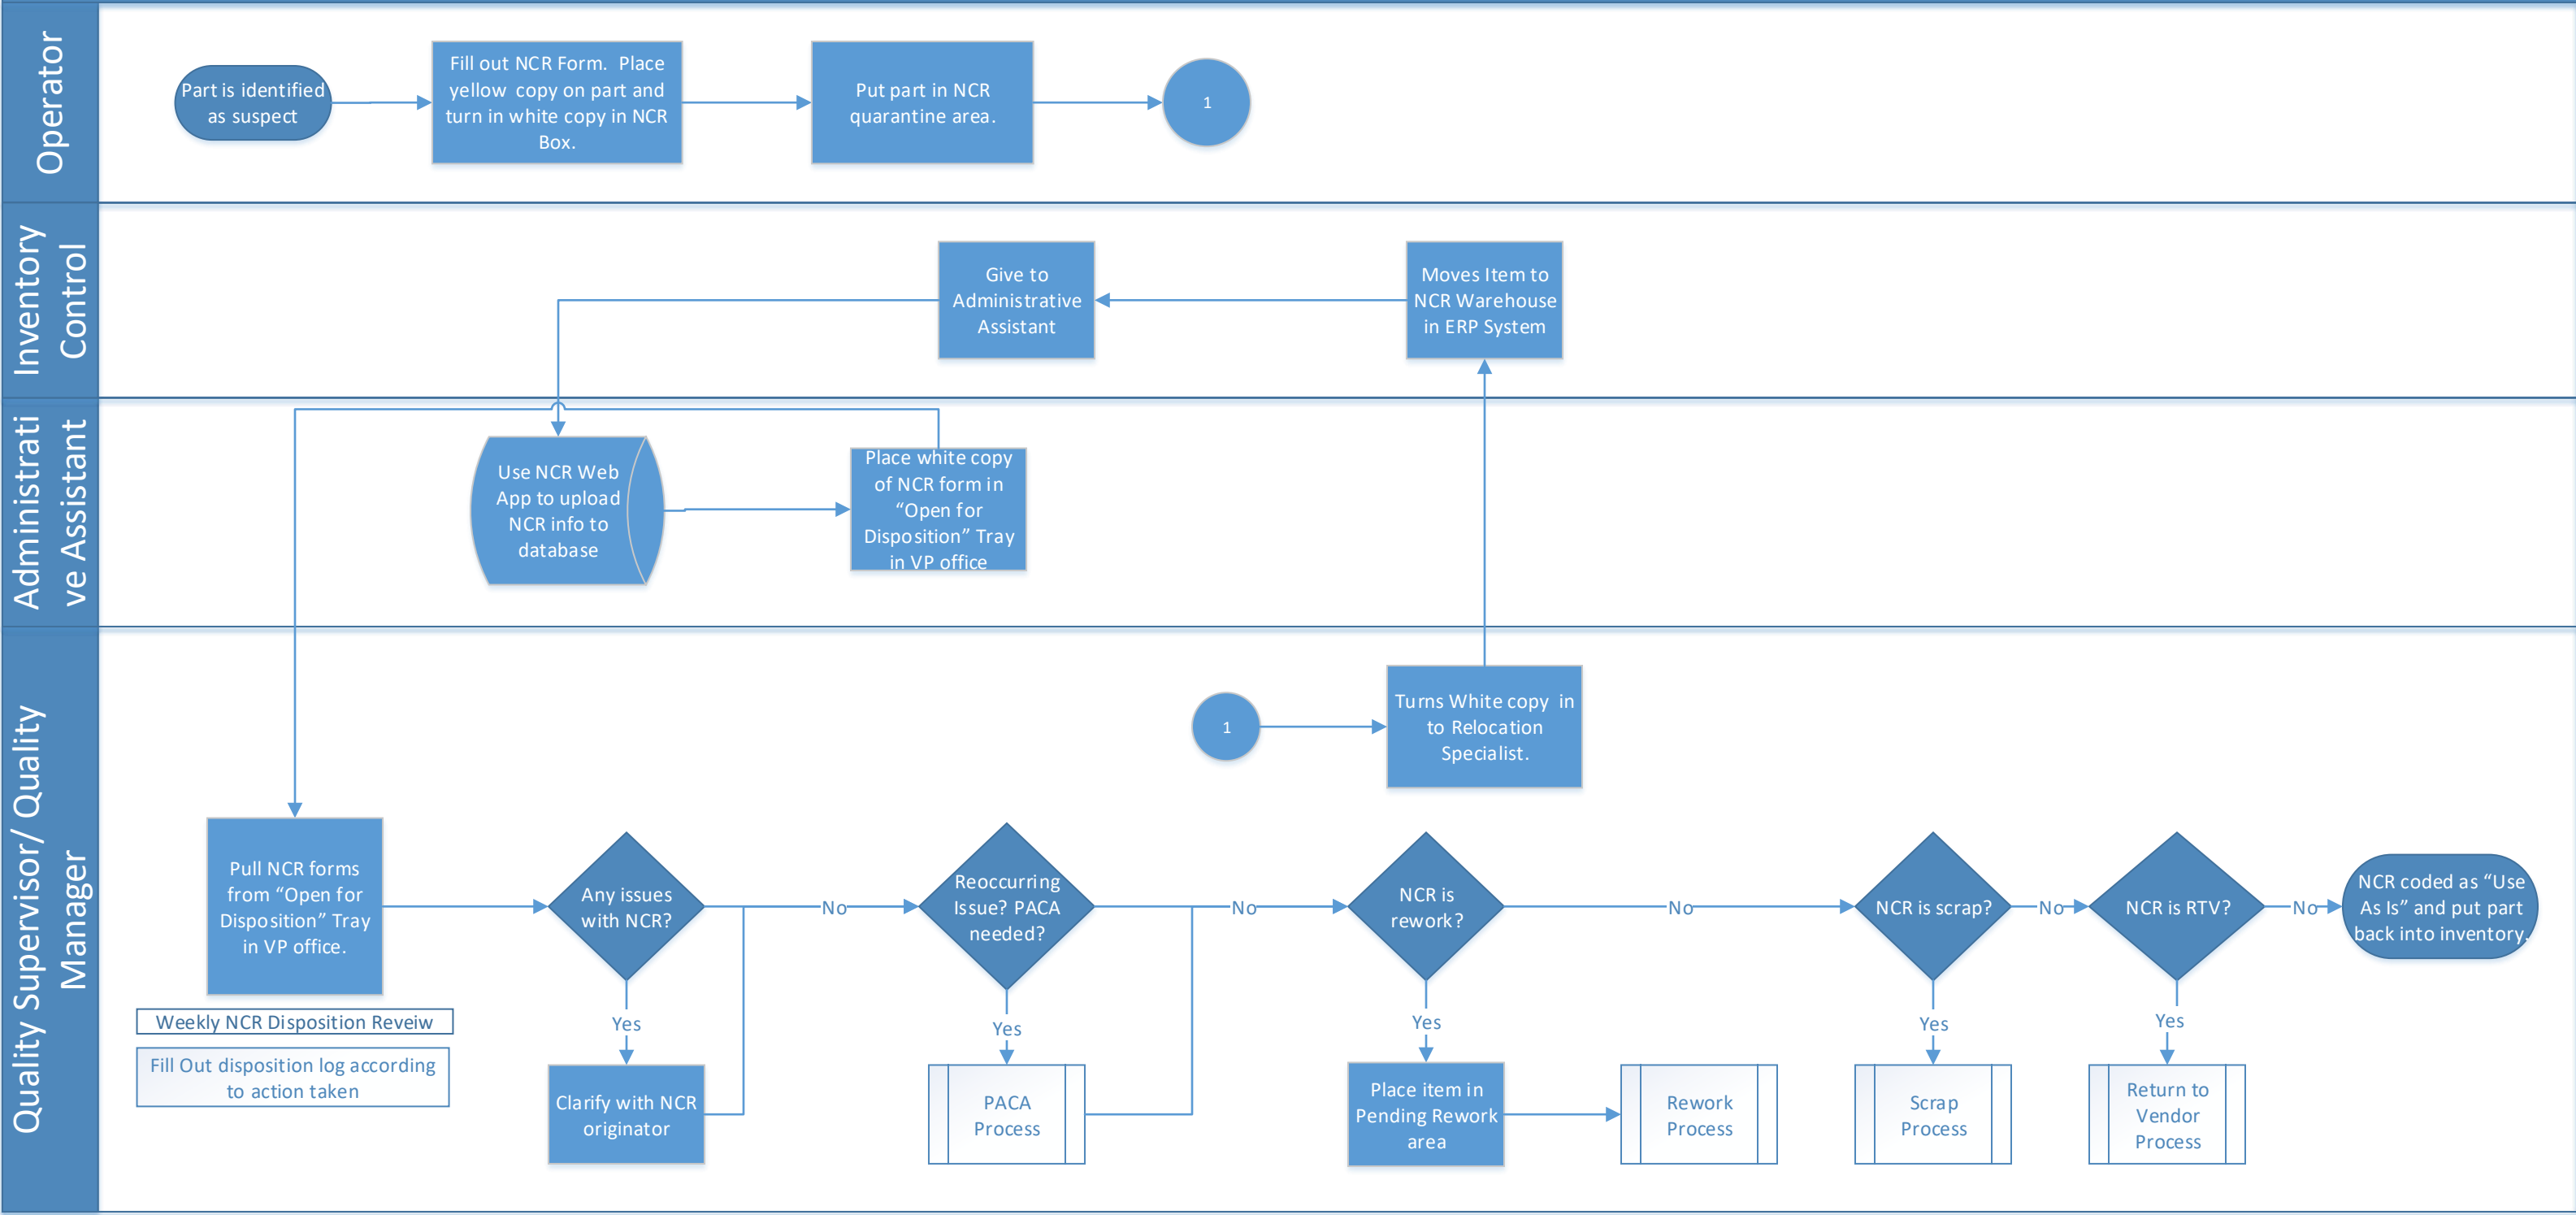 Operator
Part is identified
as suspect
Fill out NCR Form. Place
yellow copy on part and
turn in white copy in NCR
Box.
Put part in NCR
quarantine area.
1
Inventory
Control
Give to
Administrative
Assistant
Moves Item to
NCR Warehouse
in ERP System
Administrati
ve Assistant
Use NCR Web
App to upload
NCR info to
database
Place white copy
of NCR form in
“Open for
Disposition” Tray
in VP office
Quality Supervisor/ Quality
Manager
1
Turns White copy in
to Relocation
Specialist.
Pull NCR forms
from “Open for
Disposition” Tray
in VP office.
Any issues
with NCR?
No
Reoccurring
Issue? PACA
needed?
No
NCR is
rework?
No
NCR is scrap?
No
NCR is RTV?
No
NCR coded as “Use
As Is” and put part
back into inventory.
Weekly NCR Disposition Reveiw
Fill Out disposition log according
to action taken
Yes
Yes
Yes
Yes
Yes
Clarify with NCR
originator
PACA
Process
Place item in
Pending Rework
area
Rework
Process
Scrap
Process
Return to
Vendor
Process